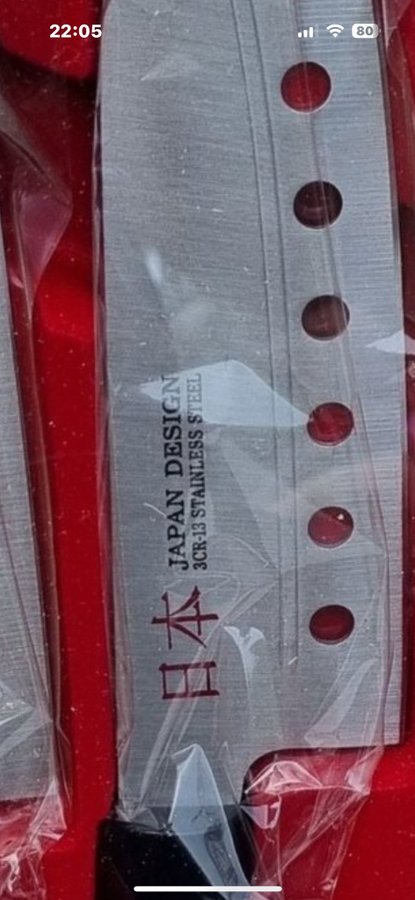 22:05
80
日本
JAPAN DESIGN
3CR-13 STAINLESS STEEL